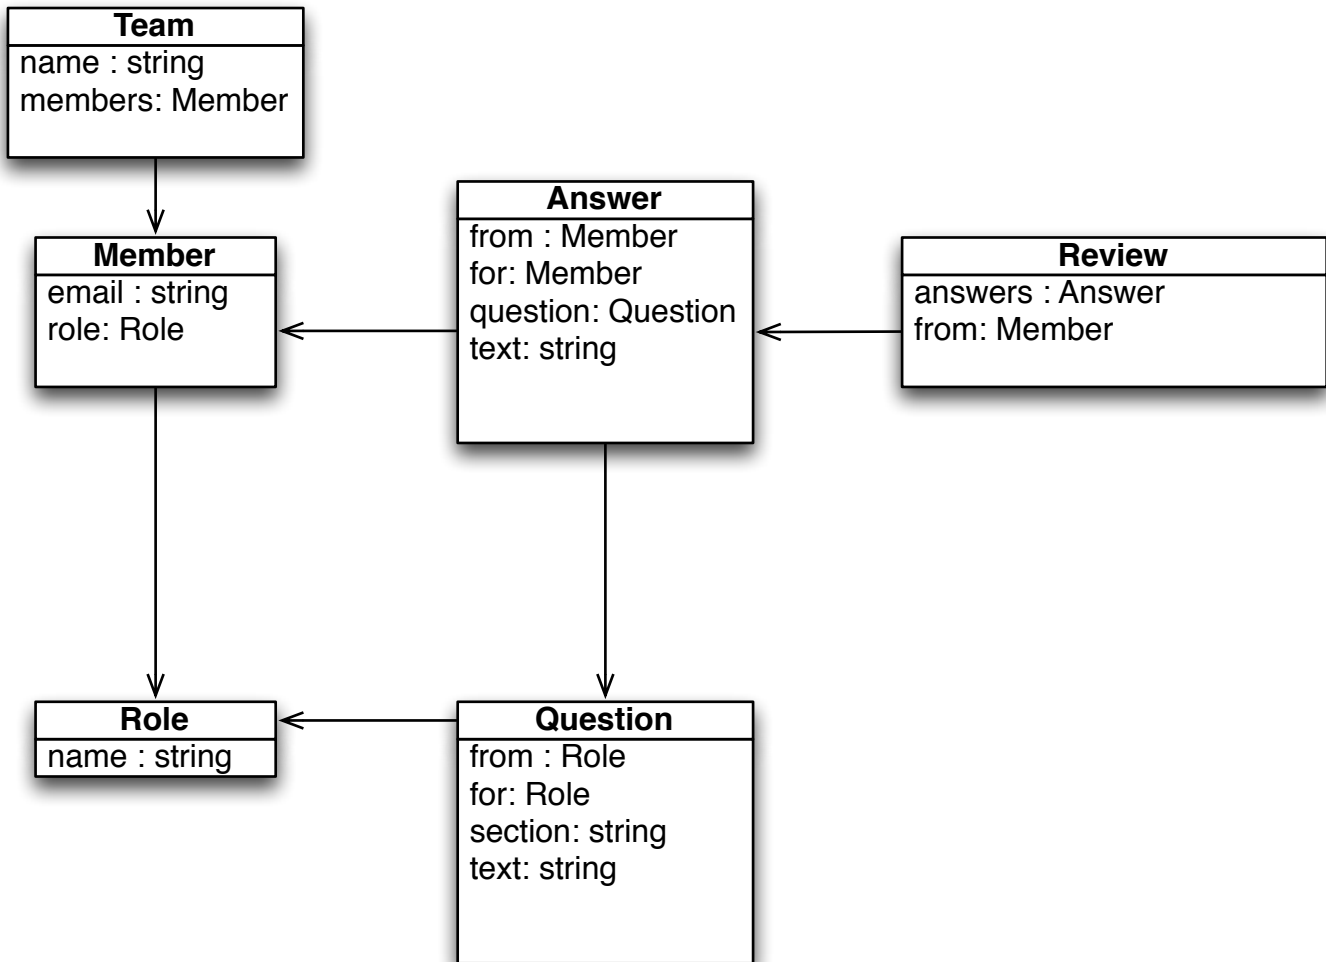 Team
name : string
members: Member
Member
email : string
role: Role
Answer
from : Member
for: Member
question: Question
text: string
Review
answers : Answer
from: Member
Role
name : string
Question
from : Role
for: Role
section: string
text: string